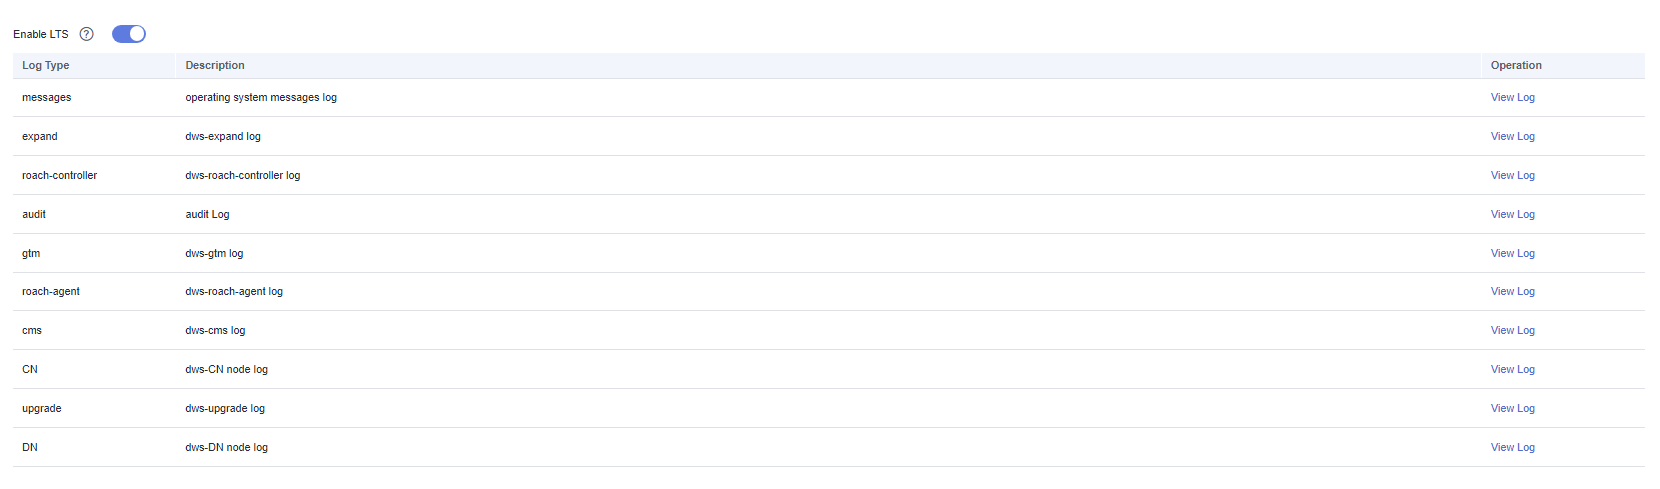 Enable LTS ?
Log Type Description Operation
messages operating system messages log View Log
expand dws-expand log View Log
roach-controller dws-roach-controller log View Log
audit audit Log View Log
gtm dws-gtm log View Log
roach-agent dws-roach-agent log View Log
cms dws-cms log View Log
CN dws-CN node log View Log
upgrade dws-upgrade log View Log
DN dws-DN node log View Log